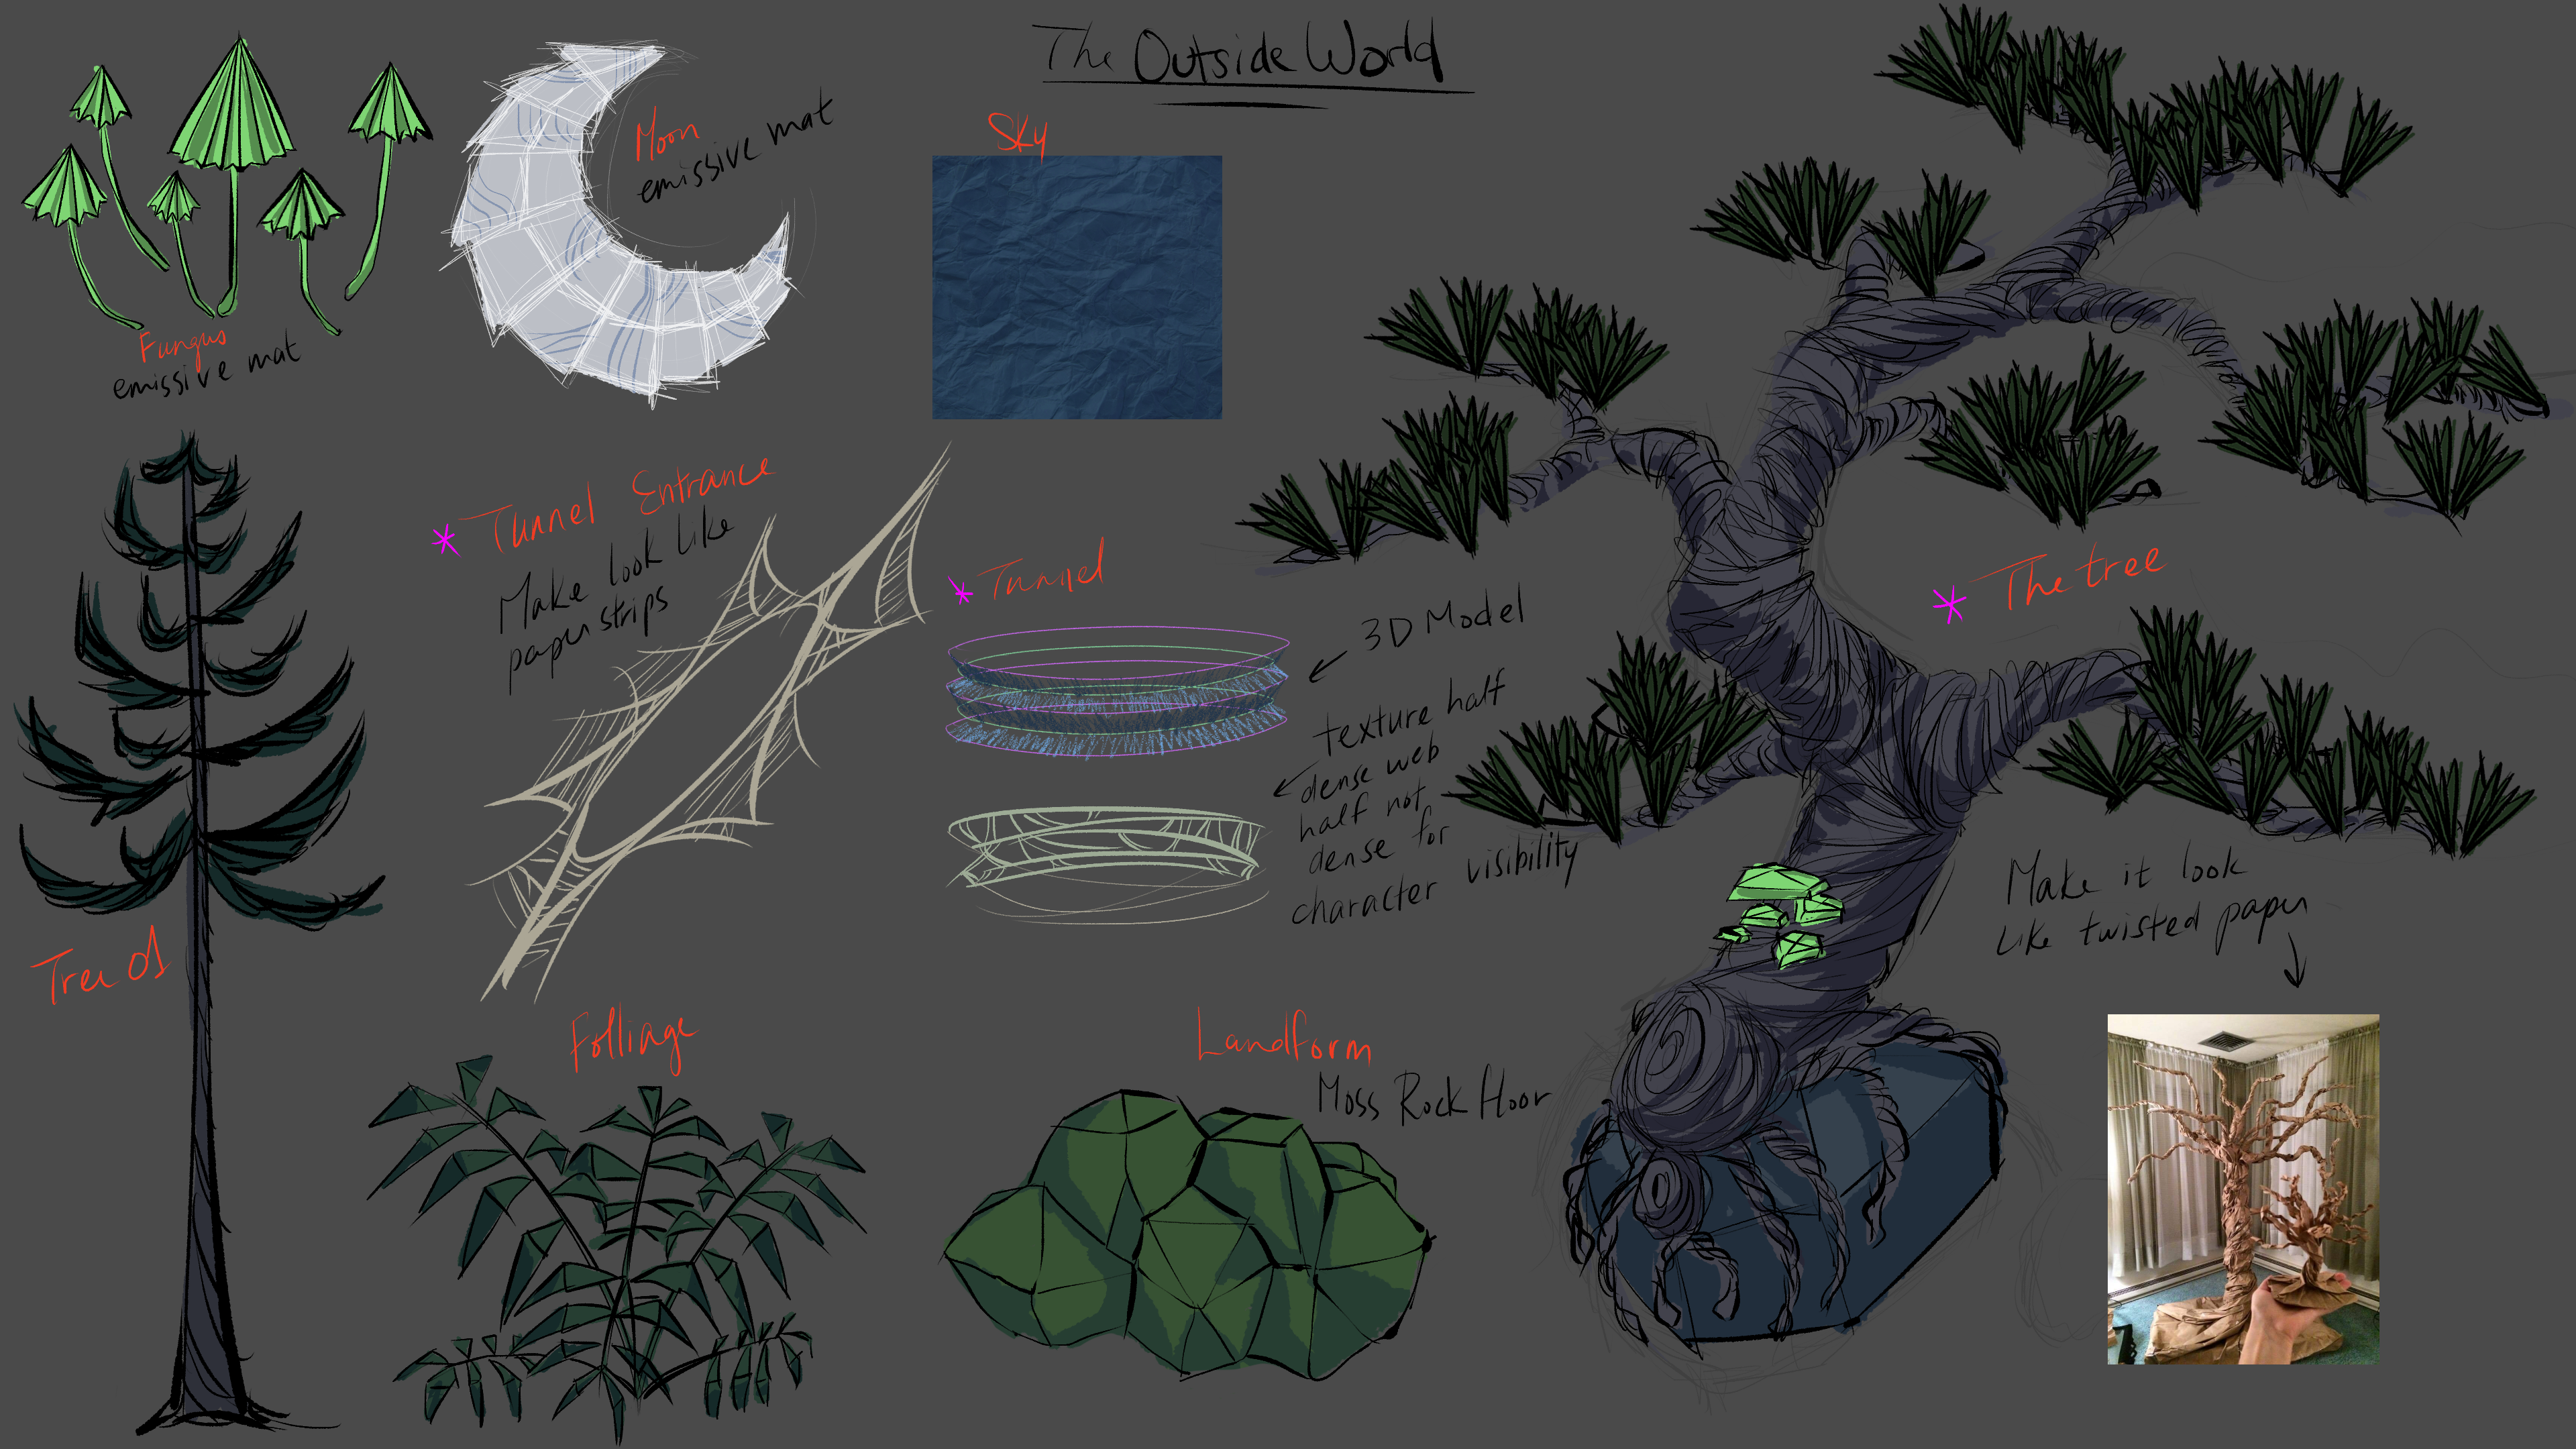 The Outside World
Moon
emissive mat
Sky
Fungus
emissive mat
* Tunnel Entrance
Make look like
paper strips
* Tunnel
3D Model
texture half
dense web
half not
dense for
character visibility
* The tree
Make it look
like twisted paper
Tree 01
Folliage
Landform
Moss Rock floor